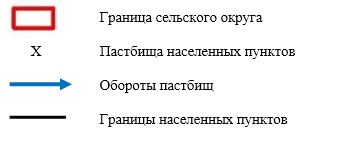 Граница сельского округа
X Пастбища населенных пунктов
Обороты пастбищ
Границы населенных пунктов